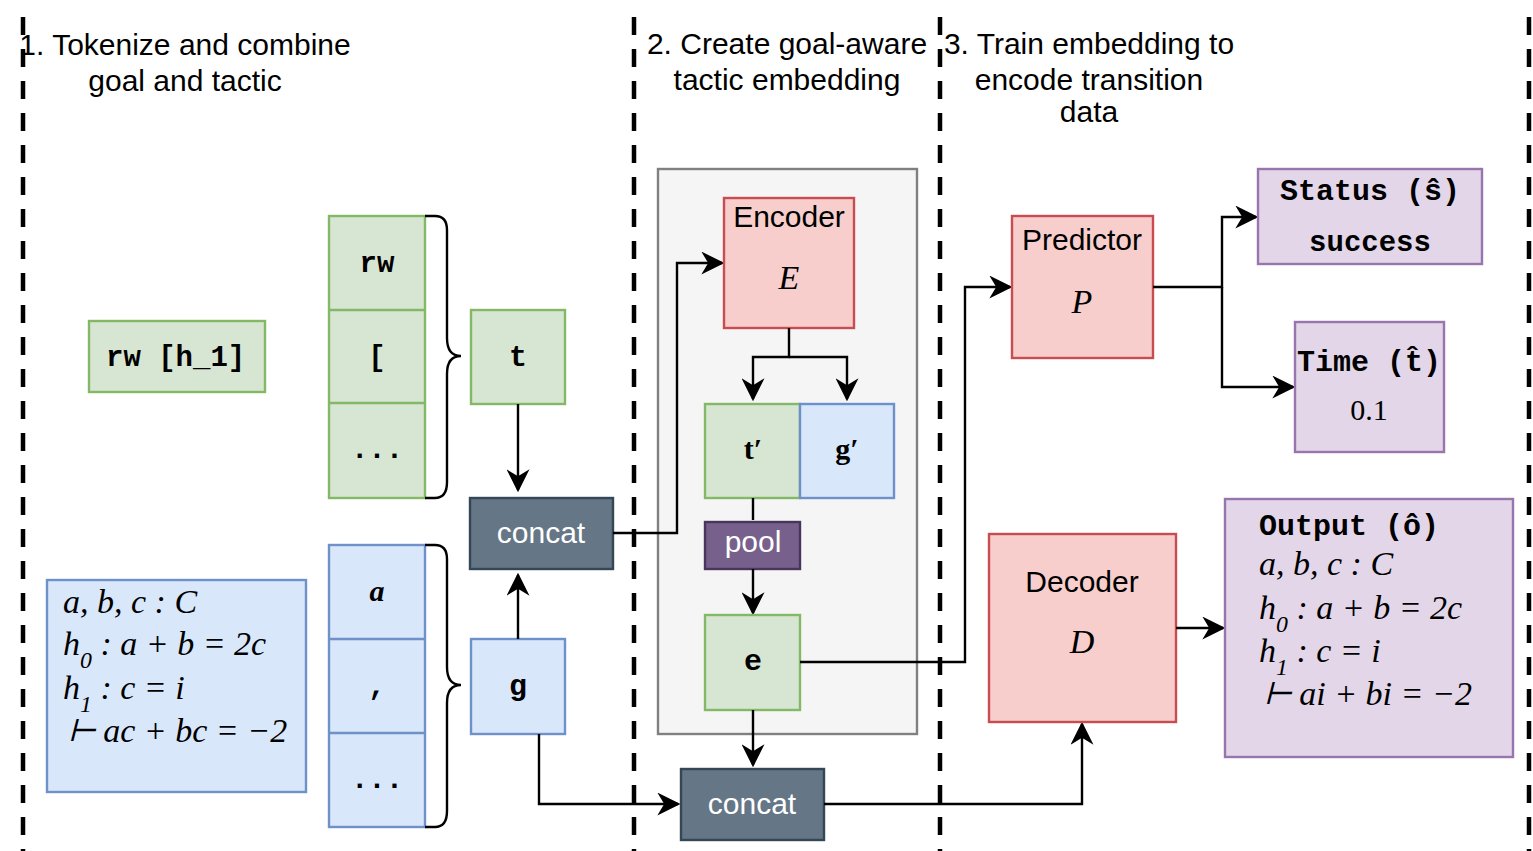 1. Tokenize and combine
goal and tactic
rw [h_1]
rw
[
...
t
concat
a, b, c : C
h0 : a + b = 2c
h1 : c = i
⊢ ac + bc = −2
a
,
...
g
2. Create goal-aware
tactic embedding
Encoder
E
t′ g′
pool
e
concat
3. Train embedding to
encode transition
data
Predictor
P
Status (ŝ)
success
Time (t̂)
0.1
Decoder
D
Output (ô)
a, b, c : C
h0 : a + b = 2c
h1 : c = i
⊢ ai + bi = −2